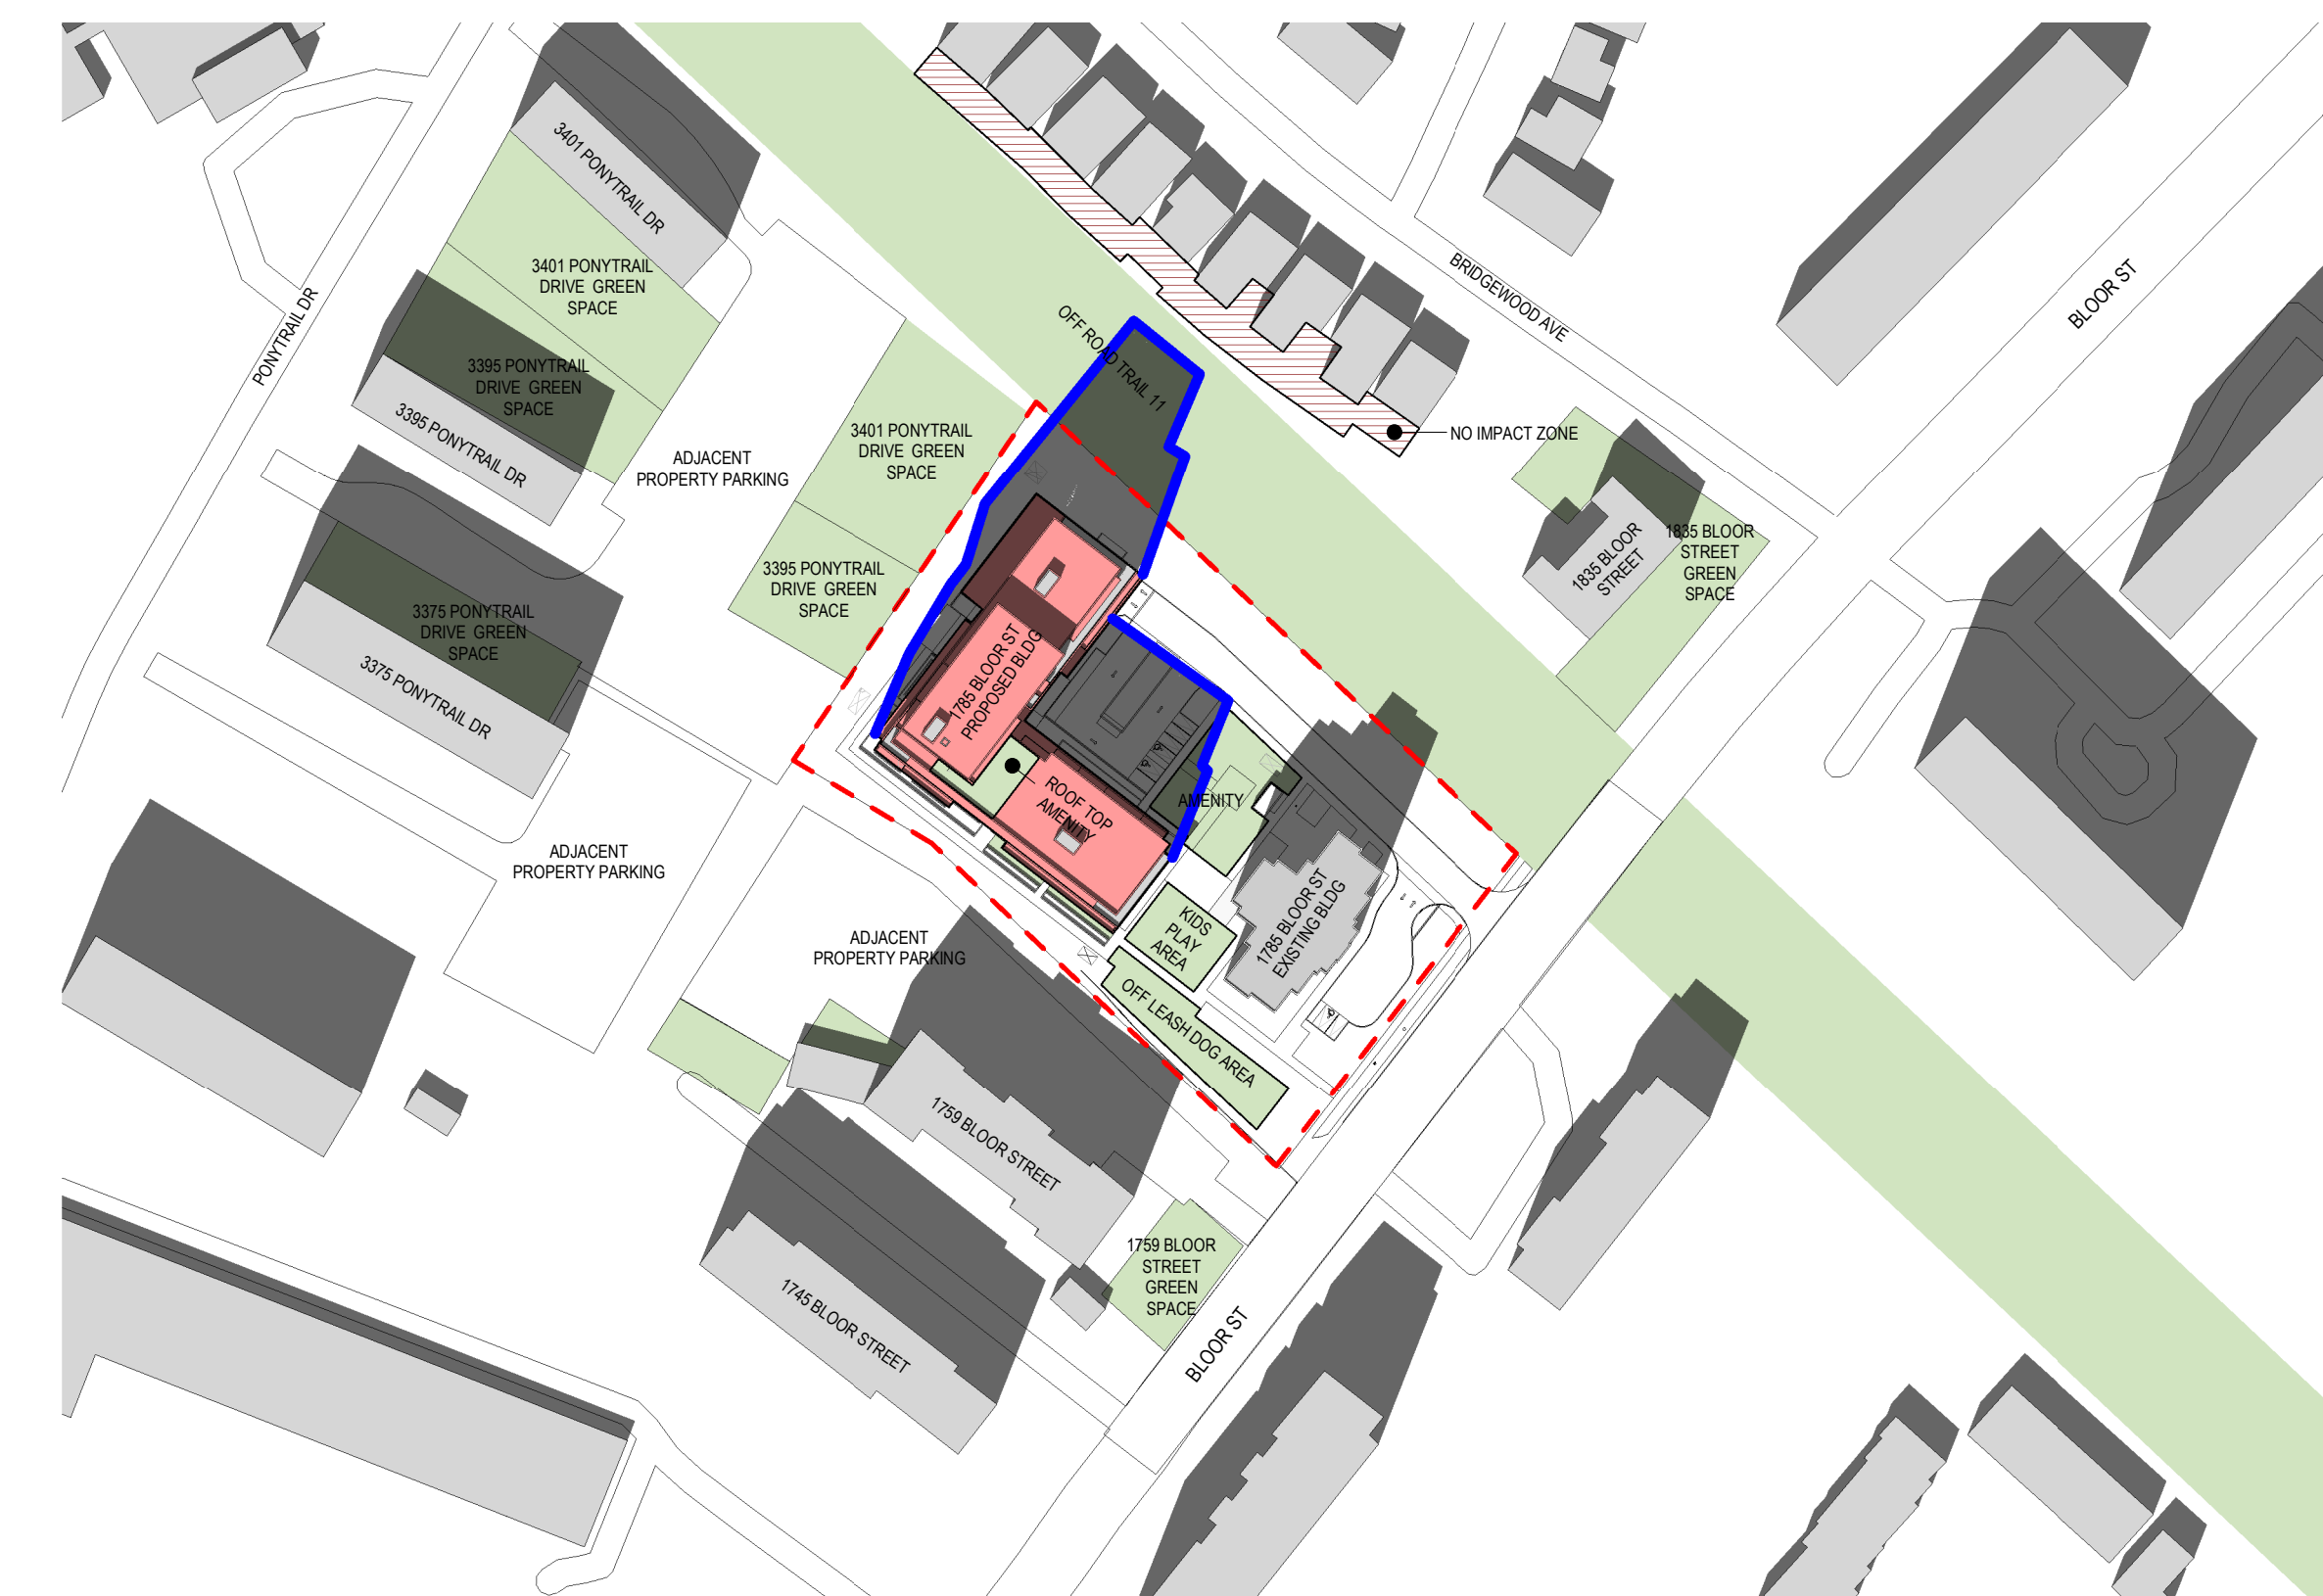 3401 PONYTRAIL DR
3401 PONYTRAIL
DRIVE GREEN
SPACE
PONYTRAIL DR
3395 PONYTRAIL
DRIVE GREEN
SPACE
3395 PONYTRAIL DR
3375 PONYTRAIL
DRIVE GREEN
SPACE
3375 PONYTRAIL DR
ADJACENT
PROPERTY PARKING
3401 PONYTRAIL
DRIVE GREEN
SPACE
3395 PONYTRAIL
DRIVE GREEN
SPACE
OFF ROAD TRAIL 11
BRIDGEWOOD AVE
BLOOR ST
NO IMPACT ZONE
1835 BLOOR
STREET
1835 BLOOR
STREET
GREEN
SPACE
1785 BLOOR ST
PROPOSED BLDG
ROOF TOP
AMENITY
AMENITY
ADJACENT
PROPERTY PARKING
ADJACENT
PROPERTY PARKING
KIDS
PLAY
AREA
1785 BLOOR ST
EXISTING BLDG
OFF LEASH DOG AREA
1759 BLOOR STREET
1745 BLOOR STREET
1759 BLOOR
STREET
GREEN
SPACE
BLOOR ST